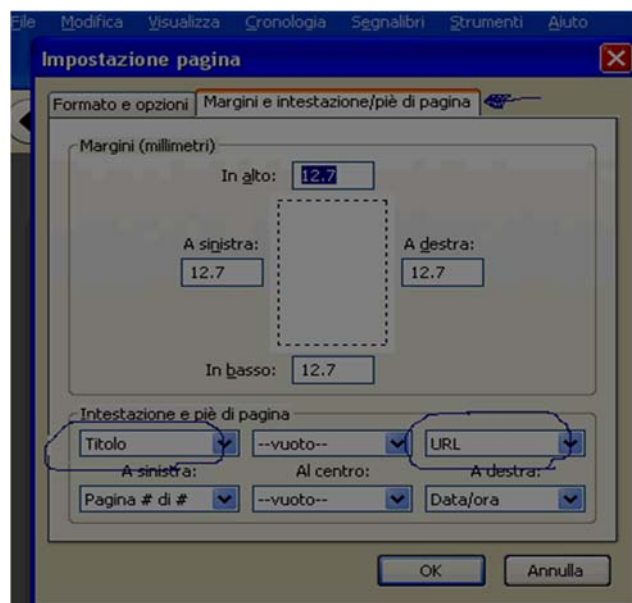 File Modifica Visualizza Cronologia Segnalibri Strumenti Aiuto
Impostazione pagina
Formato e opzioni Margini e intestazione/piè di pagina
Margini (millimetri)
In alto: 12.7
A sinistra: A destra:
12.7 12.7
In basso: 12.7
Intestazione e piè di pagina
Titolo --vuoto-- URL
A sinistra: Al centro: A destra:
Pagina # di # --vuoto-- Data/ora
OK Annulla